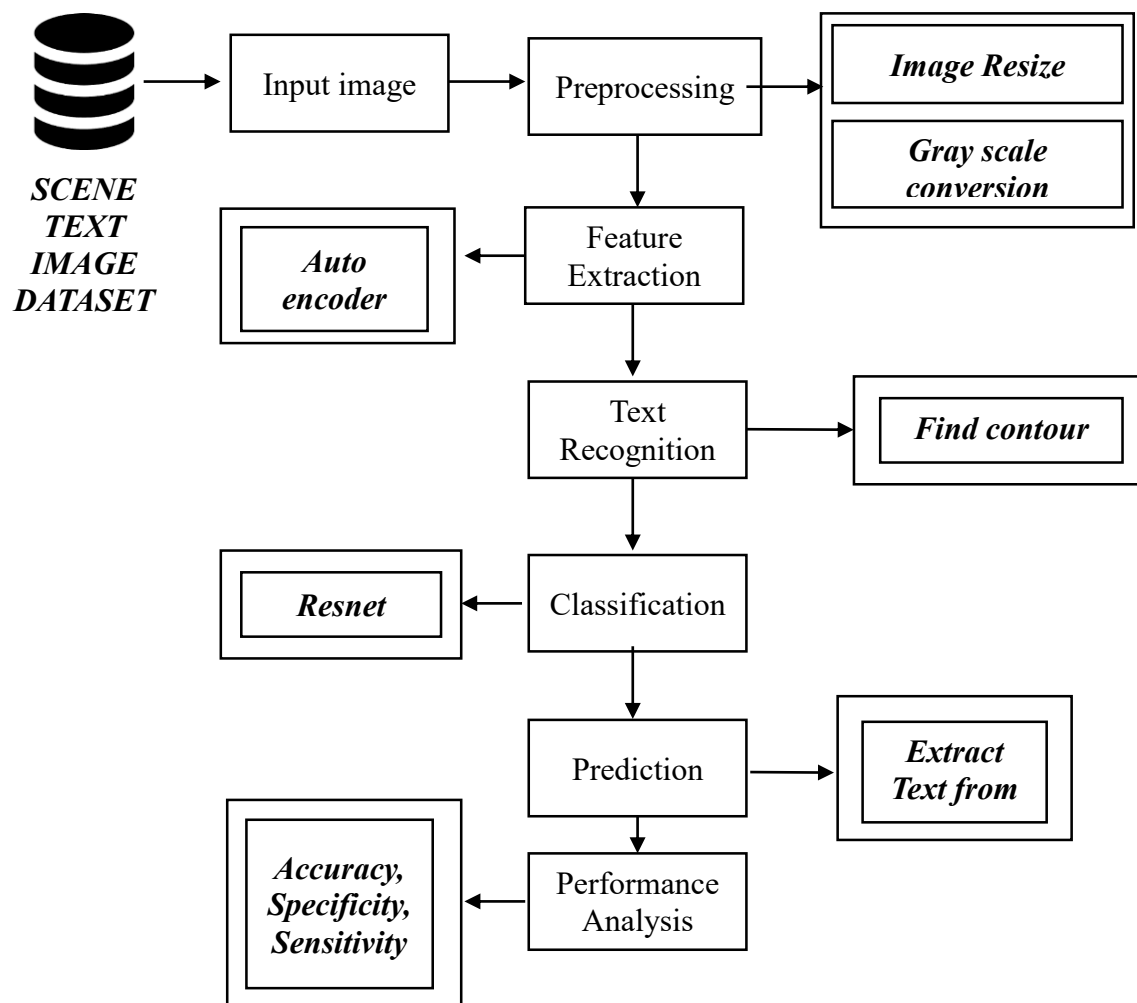 SCENE
TEXT
IMAGE
DATASET
Input image
Preprocessing
Image Resize
Gray scale
conversion
Feature
Extraction
Auto
encoder
Text
Recognition
Find contour
Classification
Resnet
Prediction
Extract
Text from
Performance
Analysis
Accuracy,
Specificity,
Sensitivity